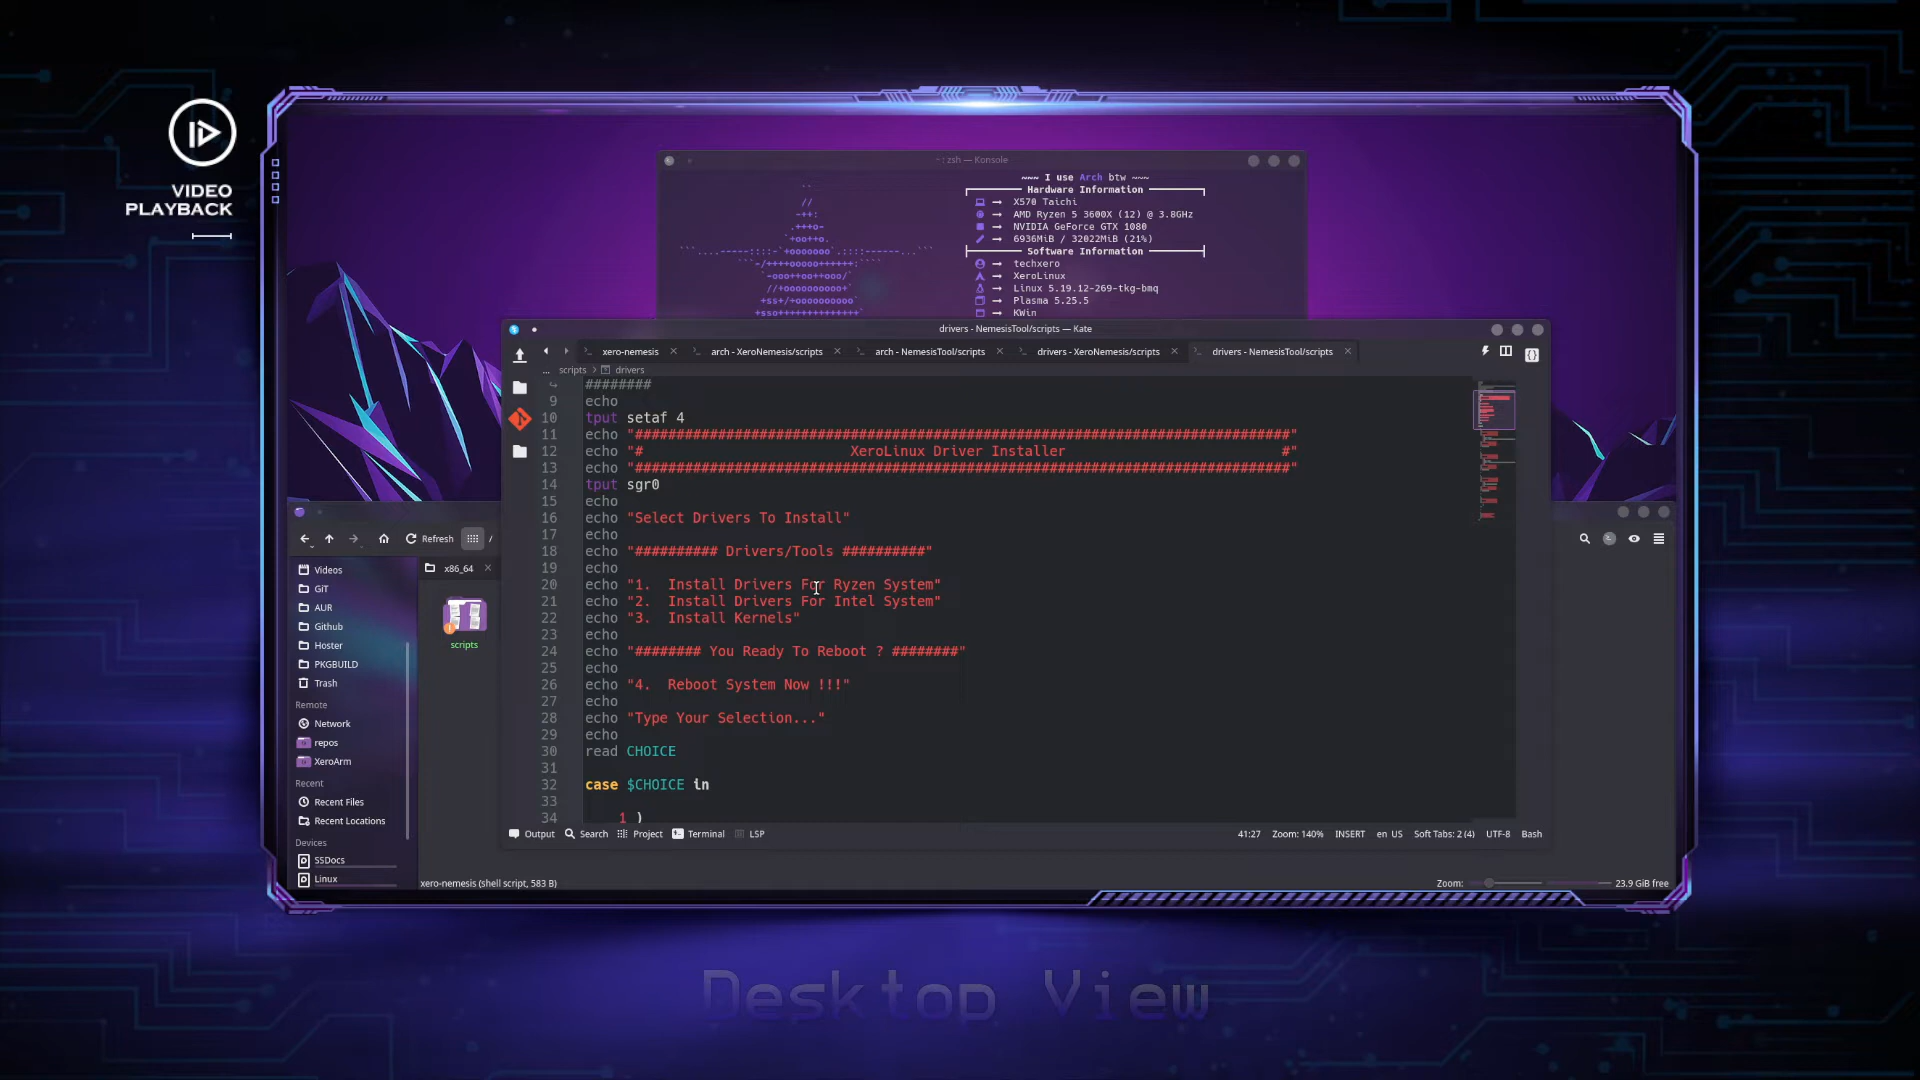 VIDEO
PLAYBACK
~ : zsh — Konsole
~~~ I use Arch btw ~~~
Hardware Information
X570 Taichi
AMD Ryzen 5 3600X (12) @ 3.8GHz
NVIDIA GeForce GTX 1080
6936MiB / 32022MiB (21%)
Software Information
techxero
XeroLinux
Linux 5.19.12-269-tkg-bmq
Plasma 5.25.5
KWin
drivers - NemesisTool/scripts — Kate
xero-nemesis
arch - XeroNemesis/scripts
arch - NemesisTool/scripts
drivers - XeroNemesis/scripts
drivers - NemesisTool/scripts
... scripts > drivers
########
9 echo
10 tput setaf 4
11 echo "###############################################################################"
12 echo "#                         XeroLinux Driver Installer                          #"
13 echo "###############################################################################"
14 tput sgr0
15 echo
16 echo "Select Drivers To Install"
17 echo
18 echo "########## Drivers/Tools ##########"
19 echo
20 echo "1.  Install Drivers For Ryzen System"
21 echo "2.  Install Drivers For Intel System"
22 echo "3.  Install Kernels"
23 echo
24 echo "######## You Ready To Reboot ? ########"
25 echo
26 echo "4.  Reboot System Now !!!"
27 echo
28 echo "Type Your Selection..."
29 echo
30 read CHOICE
31
32 case $CHOICE in
33
34 1 )
Output Search Project Terminal LSP
41:27 Zoom: 140% INSERT en US Soft Tabs: 2 (4) UTF-8 Bash
Refresh
/
Videos
GIT
AUR
Github
Hoster
PKGBUILD
Trash
Remote
Network
repos
XeroArm
Recent
Recent Files
Recent Locations
Devices
SSDocs
Linux
x86_64
scripts
xero-nemesis (shell script, 583 B)
Zoom:
23.9 GiB free
Desktop View